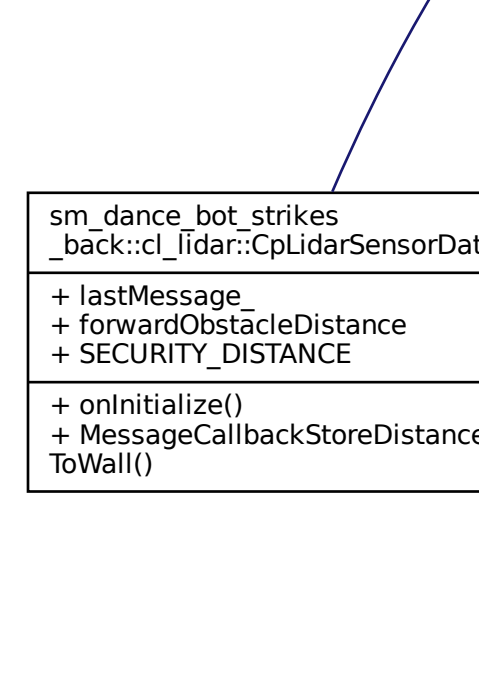 sm_dance_bot_strikes
_back::cl_lidar::CpLidarSensorDat
+ lastMessage_
+ forwardObstacleDistance
+ SECURITY_DISTANCE
+ onInitialize()
+ MessageCallbackStoreDistance
ToWall()